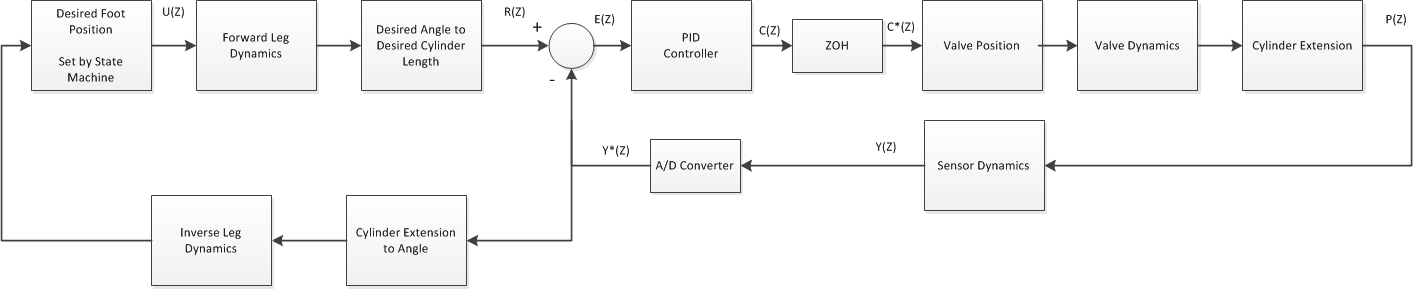 Desired Foot
Position
Set by State
Machine
U(Z)
Forward Leg
Dynamics
Desired Angle to
Desired Cylinder
Length
R(Z)
+
-
E(Z)
PID
Controller
C(Z)
ZOH
C*(Z)
Valve Position
Valve Dynamics
Cylinder Extension
P(Z)
Y*(Z)
A/D Converter
Y(Z)
Sensor Dynamics
Inverse Leg
Dynamics
Cylinder Extension
to Angle